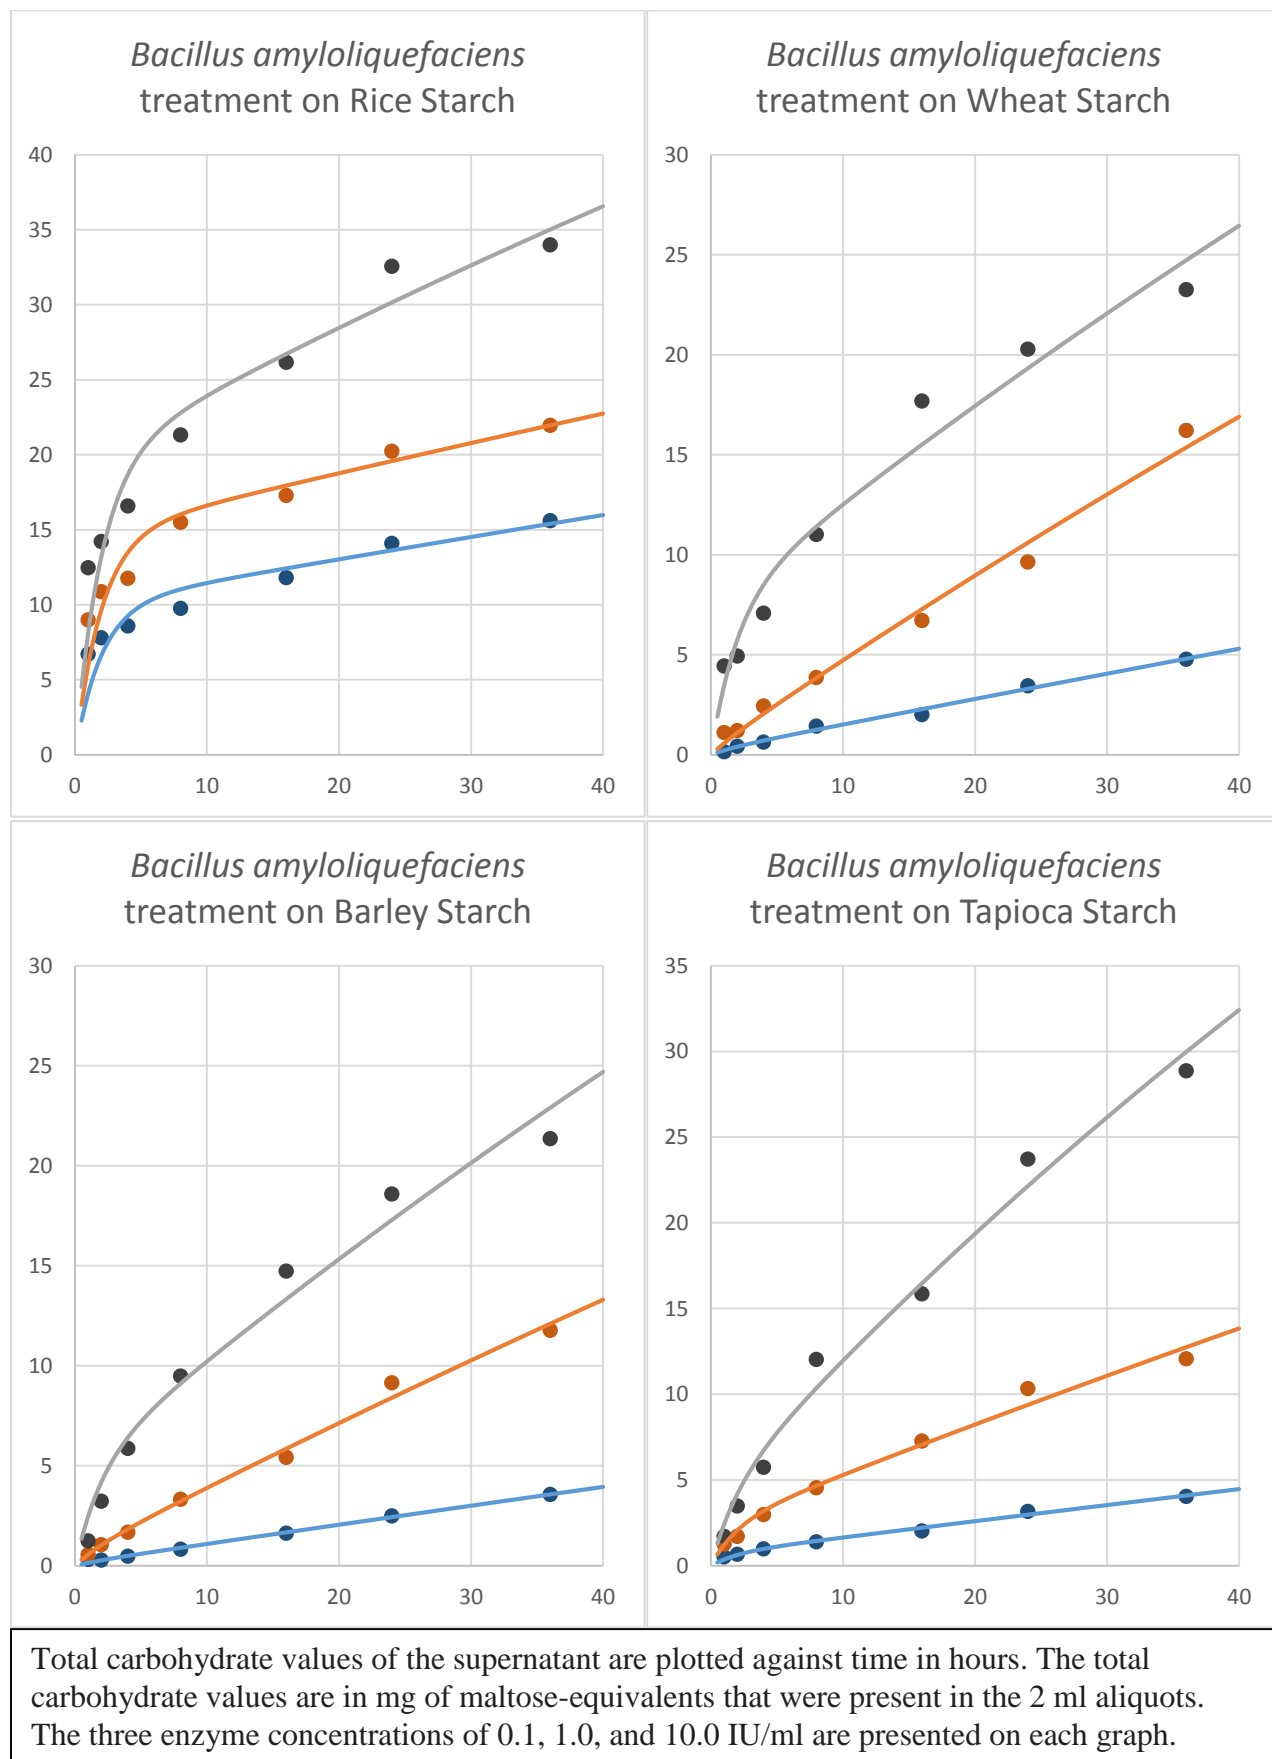 Bacillus amyloliquefaciens
treatment on Rice Starch
40
35
30
25
20
15
10
5
0
0 10 20 30 40
Bacillus amyloliquefaciens
treatment on Wheat Starch
30
25
20
15
10
5
0
0 10 20 30 40
Bacillus amyloliquefaciens
treatment on Barley Starch
30
25
20
15
10
5
0
0 10 20 30 40
Bacillus amyloliquefaciens
treatment on Tapioca Starch
35
30
25
20
15
10
5
0
0 10 20 30 40
Total carbohydrate values of the supernatant are plotted against time in hours. The total
carbohydrate values are in mg of maltose-equivalents that were present in the 2 ml aliquots.
The three enzyme concentrations of 0.1, 1.0, and 10.0 IU/ml are presented on each graph.